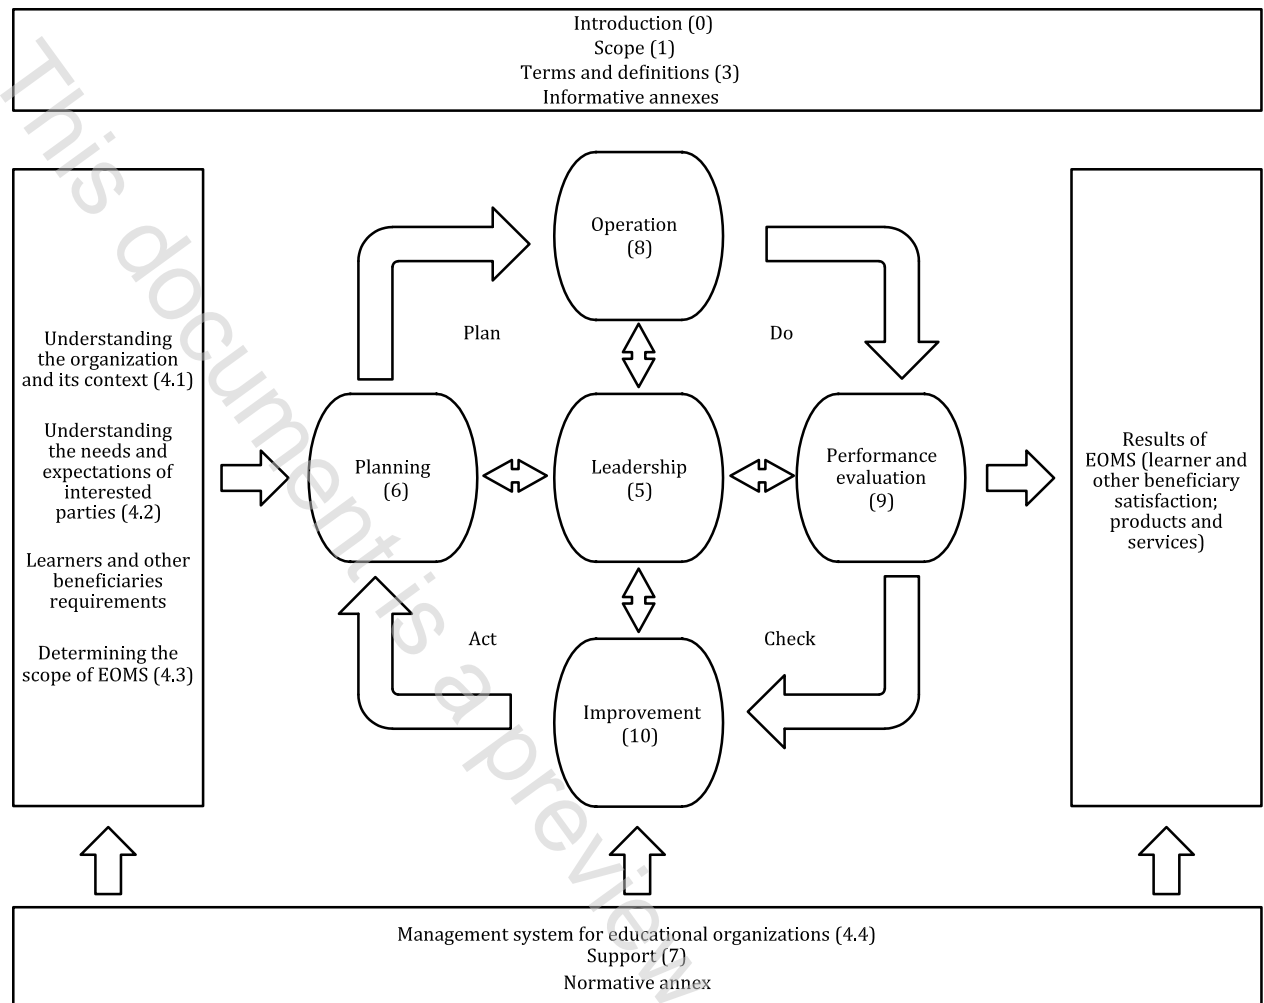 Introduction (0)
Scope (1)
Terms and definitions (3)
Informative annexes
Understanding
the organization
and its context (4.1)
Understanding
the needs and
expectations of
interested
parties (4.2)
Learners and other
beneficiaries
requirements
Determining the
scope of EOMS (4.3)
Operation
(8)
Plan
Do
Planning
(6)
Leadership
(5)
Performance
evaluation
(9)
Act
Check
Improvement
(10)
Results of
EOMS (learner and
other beneficiary
satisfaction;
products and
services)
Management system for educational organizations (4.4)
Support (7)
Normative annex
This document is a preview